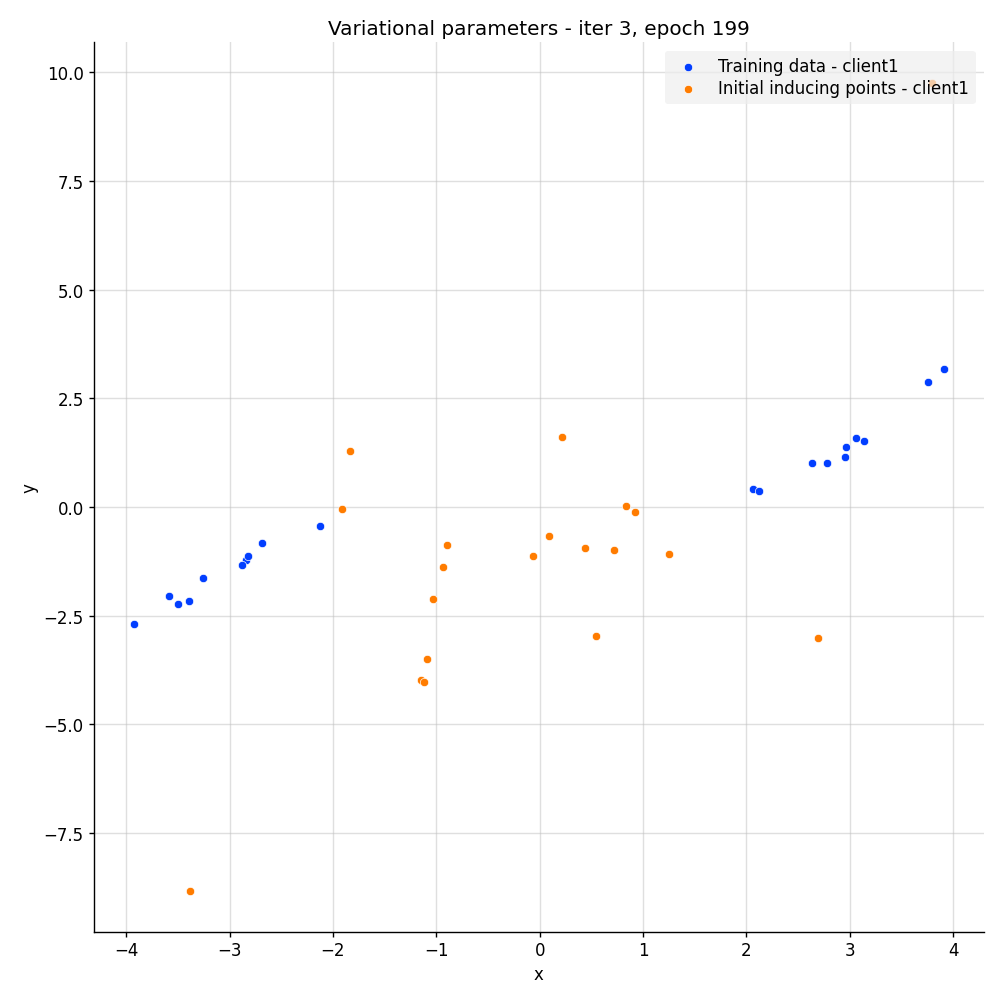 Variational parameters - iter 3, epoch 199
Training data - client1
Initial inducing points - client1
10.0
7.5
5.0
2.5
0.0
−2.5
−5.0
−7.5
y
−4 −3 −2 −1 0 1 2 3 4
x